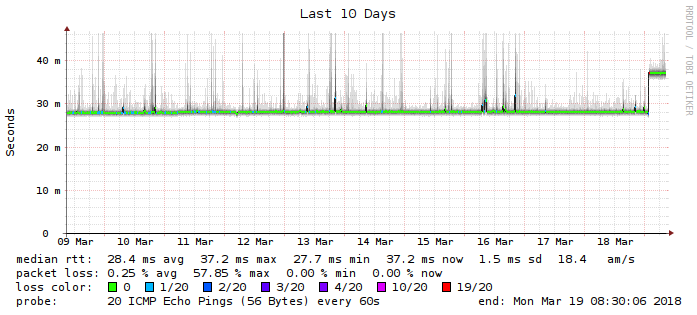 Last 10 Days
RRDTOOL / TOBI OETIKER
Seconds
40 m
30 m
20 m
10 m
0
09 Mar 10 Mar 11 Mar 12 Mar 13 Mar 14 Mar 15 Mar 16 Mar 17 Mar 18 Mar
median rtt: 28.4 ms avg 37.2 ms max 27.7 ms min 37.2 ms now 1.5 ms sd 18.4 am/s
packet loss: 0.25 % avg 57.85 % max 0.00 % min 0.00 % now
loss color: 0 1/20 2/20 3/20 4/20 10/20 19/20
probe: 20 ICMP Echo Pings (56 Bytes) every 60s end: Mon Mar 19 08:30:06 2018